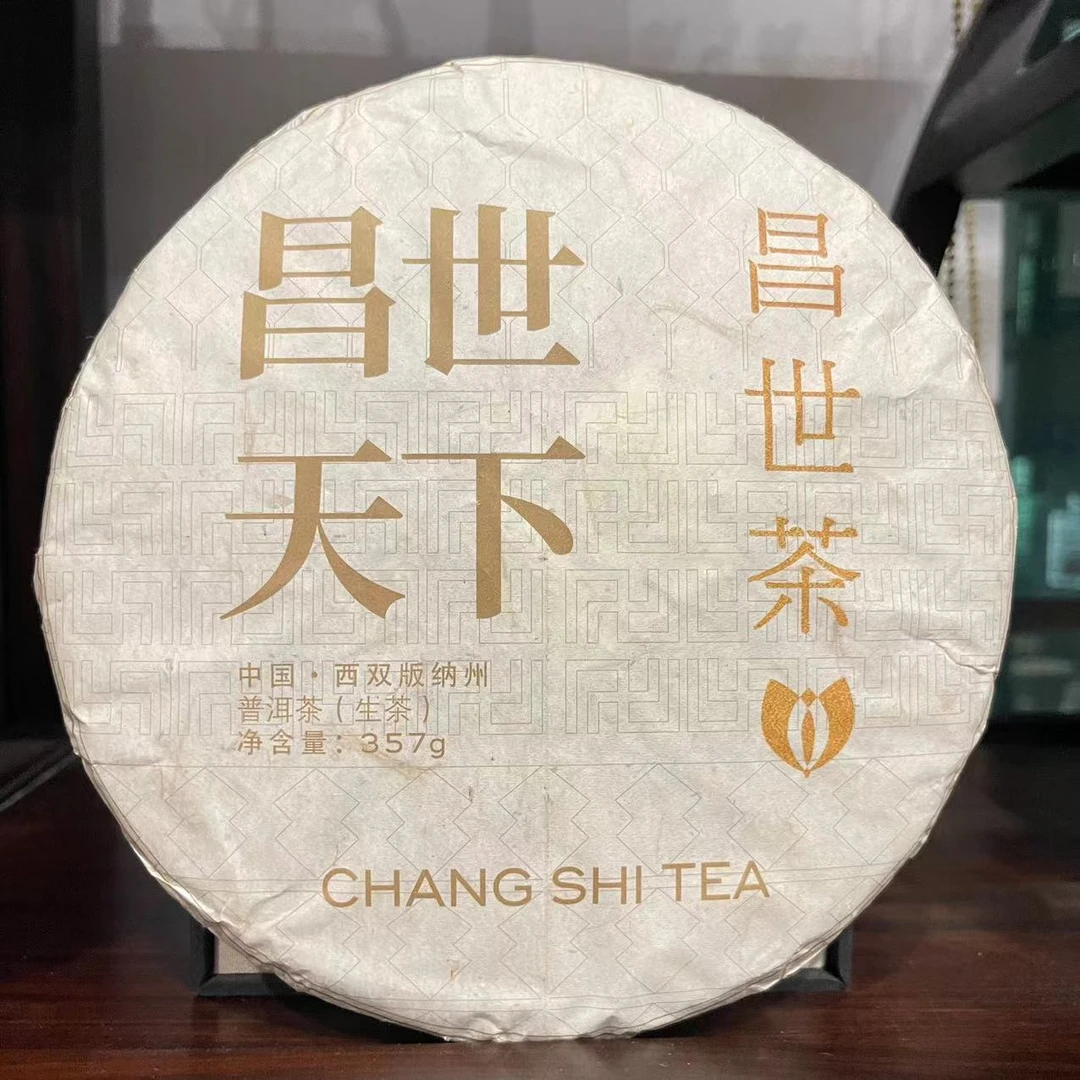 昌世
天下
中国·西双版纳州
普洱茶(生茶)
净含量：357g
昌世茶
CHANG SHI TEA